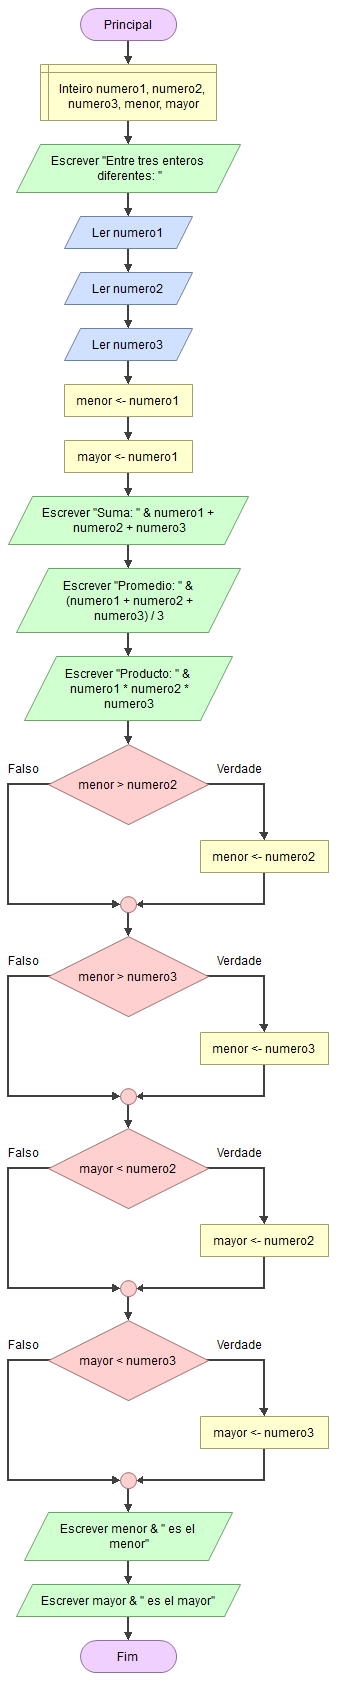 Principal
Inteiro numero1, numero2,
numero3, menor, mayor
Escrever "Entre tres enteros
diferentes: "
Ler numero1
Ler numero2
Ler numero3
menor <- numero1
mayor <- numero1
Escrever "Suma: " & numero1 +
numero2 + numero3
Escrever "Promedio: " &
(numero1 + numero2 +
numero3) / 3
Escrever "Producto: " &
numero1 * numero2 *
numero3
Falso
Verdade
menor > numero2
menor <- numero2
Falso
Verdade
menor > numero3
menor <- numero3
Falso
Verdade
mayor < numero2
mayor <- numero2
Falso
Verdade
mayor < numero3
mayor <- numero3
Escrever menor & " es el
menor"
Escrever mayor & " es el mayor"
Fim